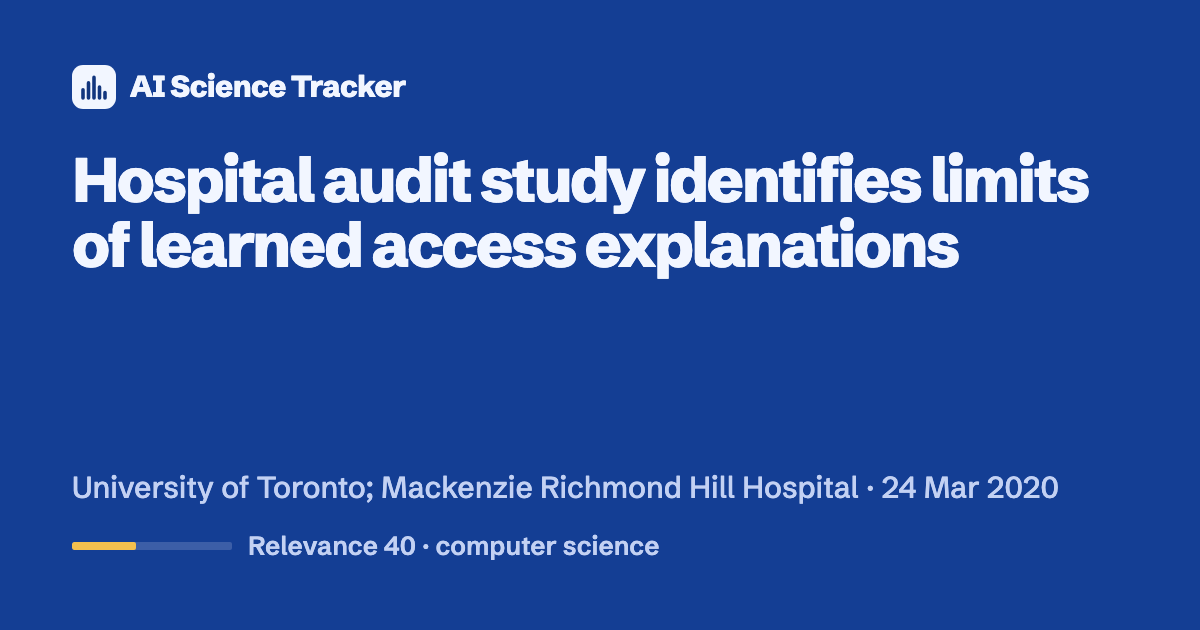 AI Science Tracker
Hospital audit study identifies limits
of learned access explanations
University of Toronto; Mackenzie Richmond Hill Hospital · 24 Mar 2020
Relevance 40 · computer science